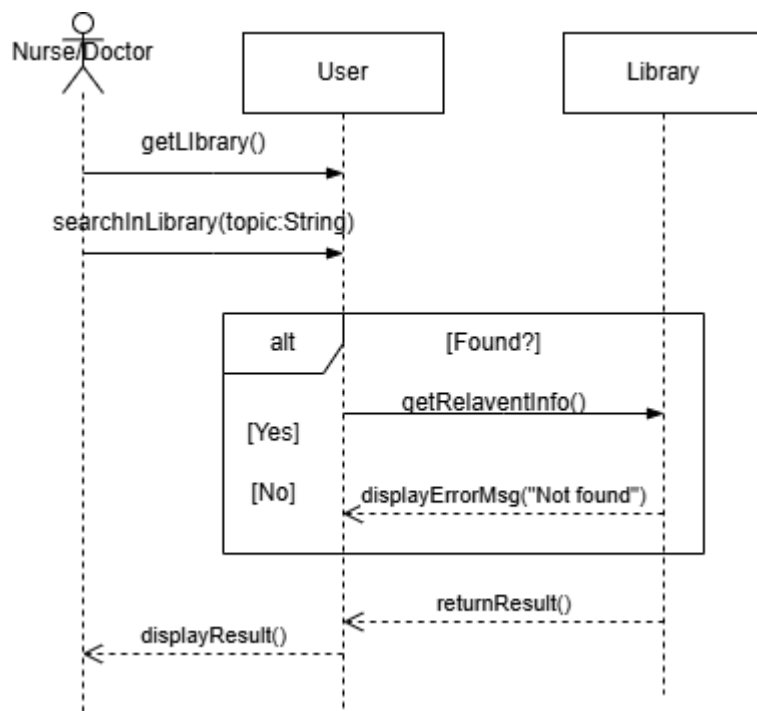 Nurse/Doctor
User
Library
getLIbrary()
searchInLibrary(topic:String)
alt
[Found?]
getRelaventInfo()
[Yes]
[No]
displayErrorMsg("Not found")
returnResult()
displayResult()